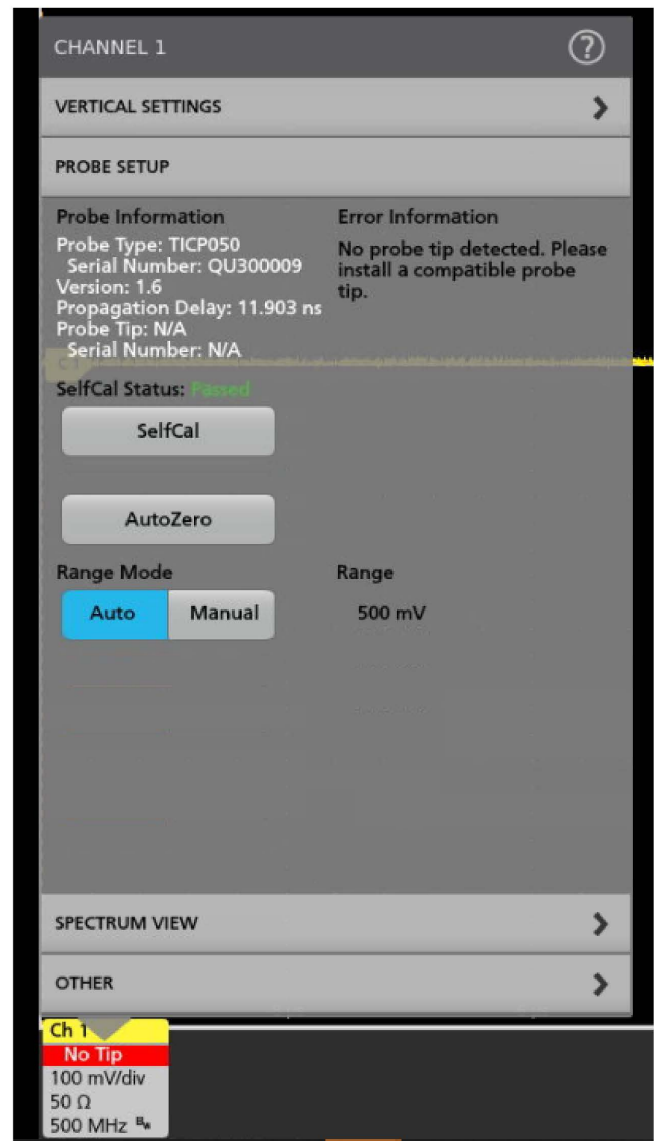 CHANNEL 1
?
VERTICAL SETTINGS
PROBE SETUP
Probe Information
Probe Type: TICP050
Serial Number: QU300009
Version: 1.6
Propagation Delay: 11.903 ns
Probe Tip: N/A
Serial Number: N/A
Error Information
No probe tip detected. Please
install a compatible probe
tip.
C1
SelfCal Status: Passed
SelfCal
AutoZero
Range Mode
Auto
Manual
Range
500 mV
SPECTRUM VIEW
OTHER
Ch 1
No Tip
100 mV/div
50 Ω
500 MHz Bw